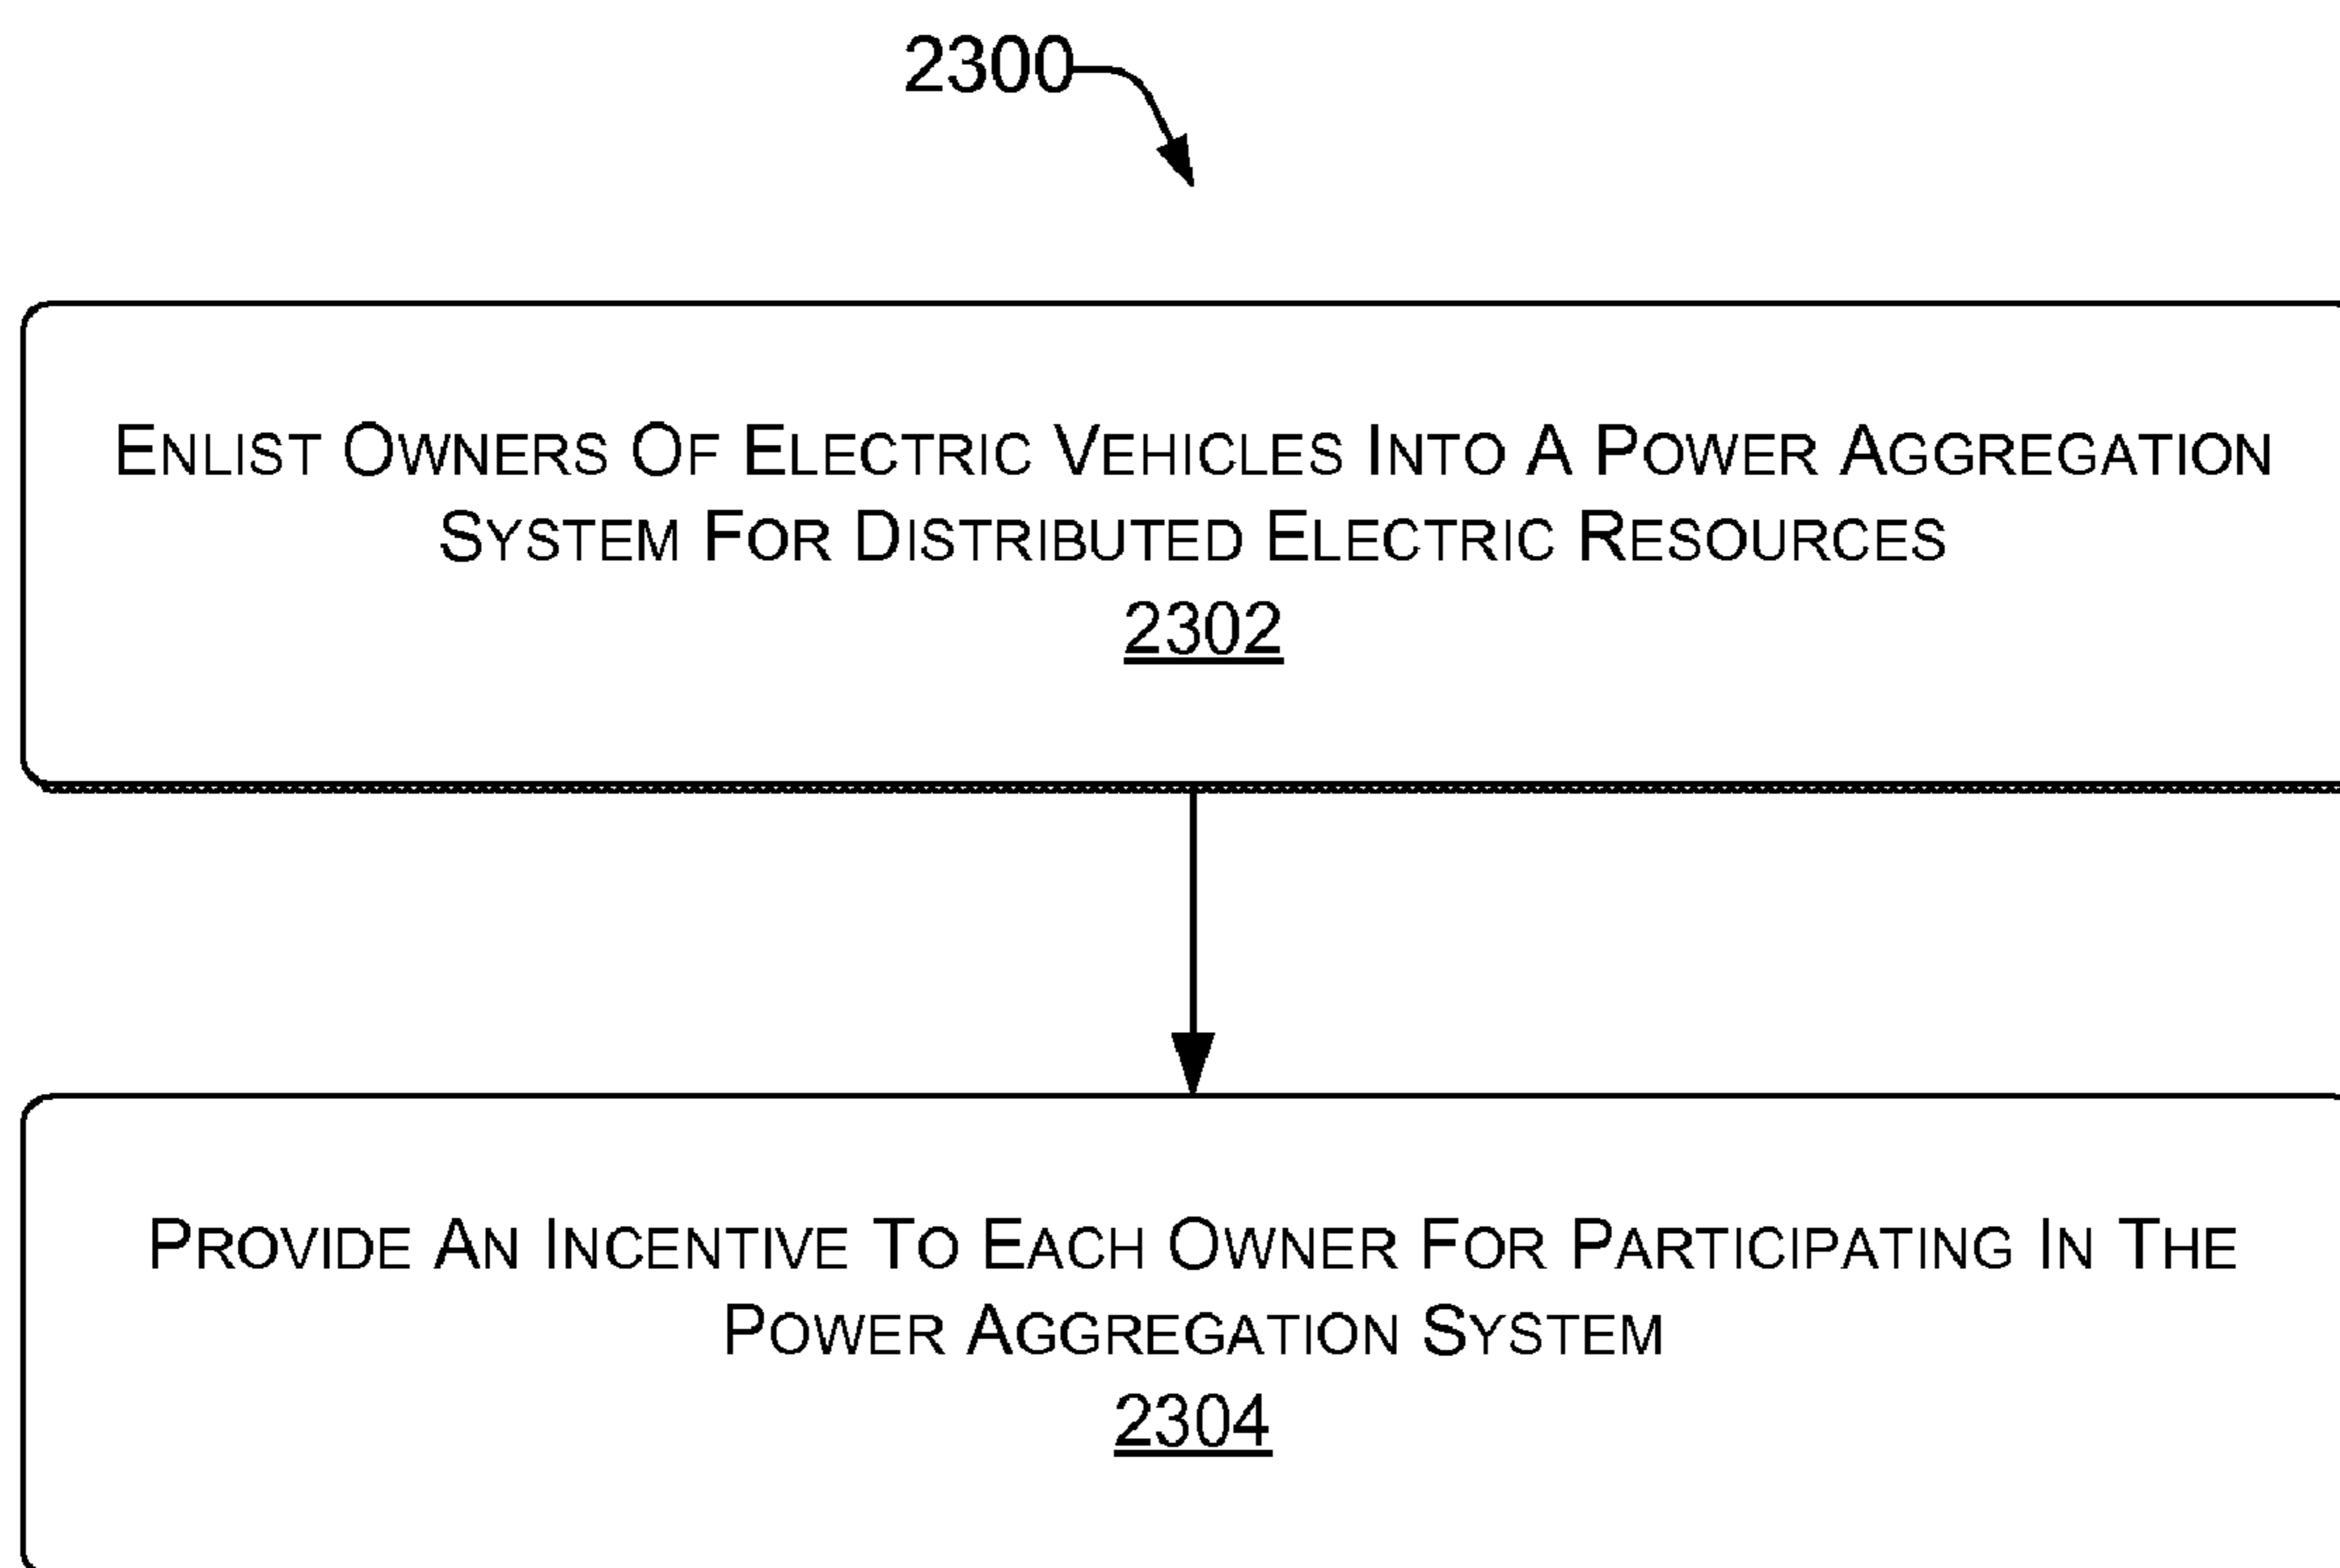 2300
Enlist Owners Of Electric Vehicles Into A Power Aggregation
System For Distributed Electric Resources
2302
Provide An Incentive To Each Owner For Participating In The
Power Aggregation System
2304